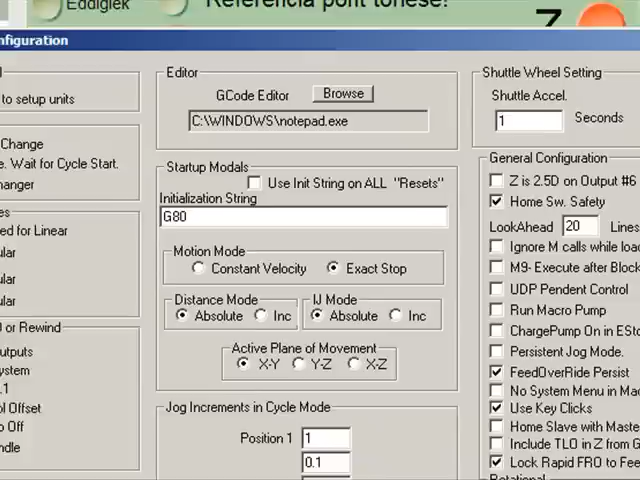 Eddigiek
Referencia pont törlése!
Z
nfiguration
to setup units
Change
e. Wait for Cycle Start.
hanger
es
ed for Linear
ular
ular
ular
0 or Rewind
utputs
ystem
.1
ol Offset
o Off
ndle
Editor
GCode Editor
Browse
C:\WINDOWS\notepad.exe
Startup Modals
Use Init String on ALL "Resets"
Initialization String
G80
Motion Mode
Constant Velocity Exact Stop
Distance Mode
Absolute Inc
IJ Mode
Absolute Inc
Active Plane of Movement
X-Y Y-Z X-Z
Jog Increments in Cycle Mode
Position 1 1
0.1
Shuttle Wheel Setting
Shuttle Accel.
1 Seconds
General Configuration
Z is 2.5D on Output #6
Home Sw. Safety
LookAhead 20 Lines
Ignore M calls while load
M9- Execute after Block
UDP Pendent Control
Run Macro Pump
ChargePump On in ESto
Persistent Jog Mode.
FeedOverRide Persist
No System Menu in Mac
Use Key Clicks
Home Slave with Maste
Include TLO in Z from G
Lock Rapid FRO to Fee
Rotational